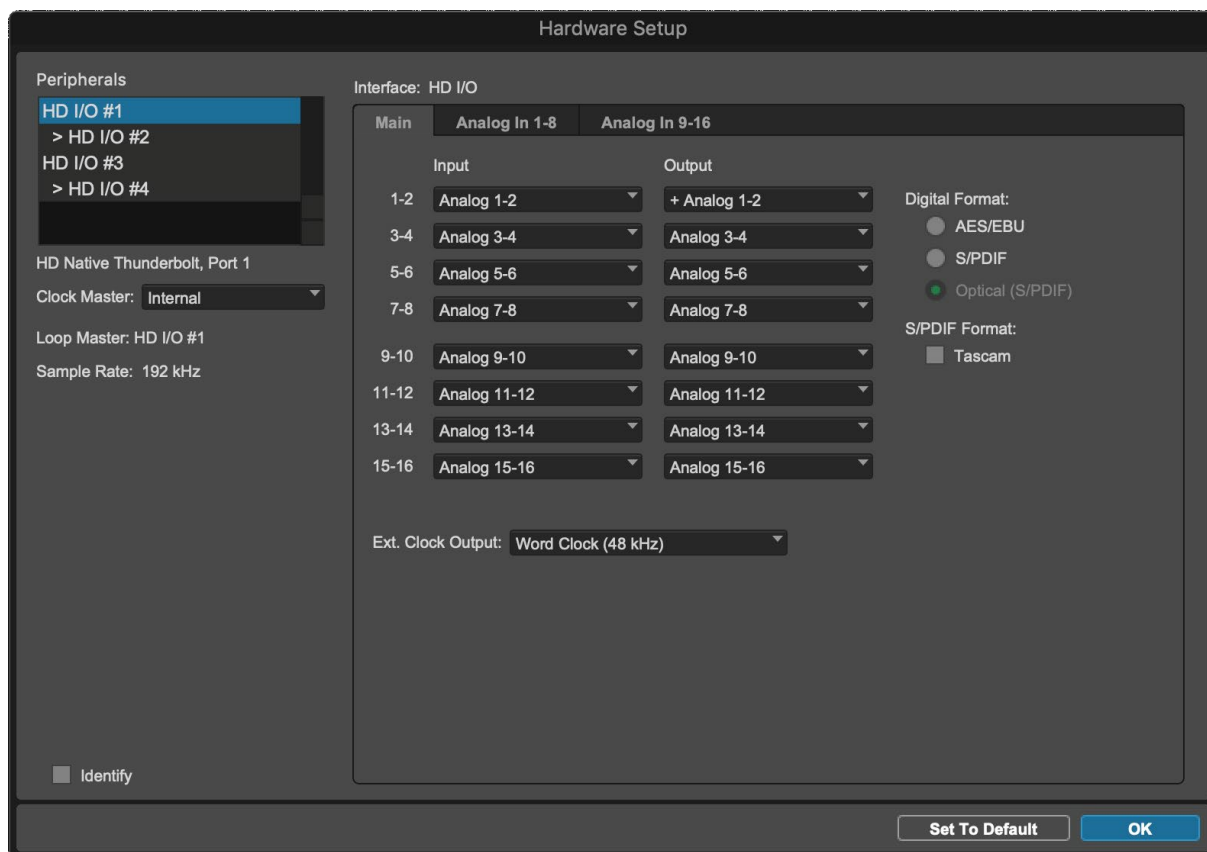 Hardware Setup
Peripherals
HD I/O #1
> HD I/O #2
HD I/O #3
> HD I/O #4
HD Native Thunderbolt, Port 1
Clock Master: Internal
Loop Master: HD I/O #1
Sample Rate: 192 kHz
Identify
Interface: HD I/O
Main Analog In 1-8 Analog In 9-16
Input Output
1-2 Analog 1-2 + Analog 1-2
3-4 Analog 3-4 Analog 3-4
5-6 Analog 5-6 Analog 5-6
7-8 Analog 7-8 Analog 7-8
9-10 Analog 9-10 Analog 9-10
11-12 Analog 11-12 Analog 11-12
13-14 Analog 13-14 Analog 13-14
15-16 Analog 15-16 Analog 15-16
Ext. Clock Output: Word Clock (48 kHz)
Digital Format:
AES/EBU
S/PDIF
Optical (S/PDIF)
S/PDIF Format:
Tascam
Set To Default OK